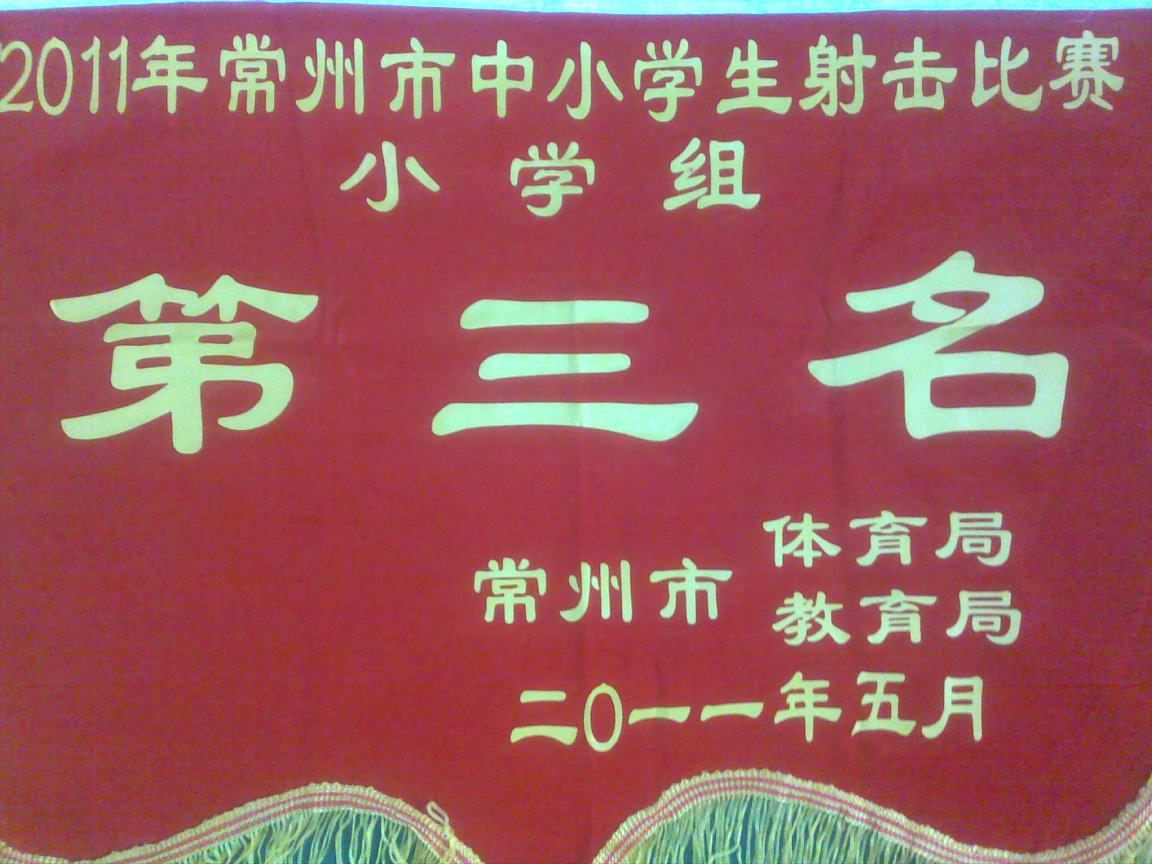 2011年常州市中小学生射击比赛
小学组
第三名
常州市 体育局
教育局
二〇一一年五月